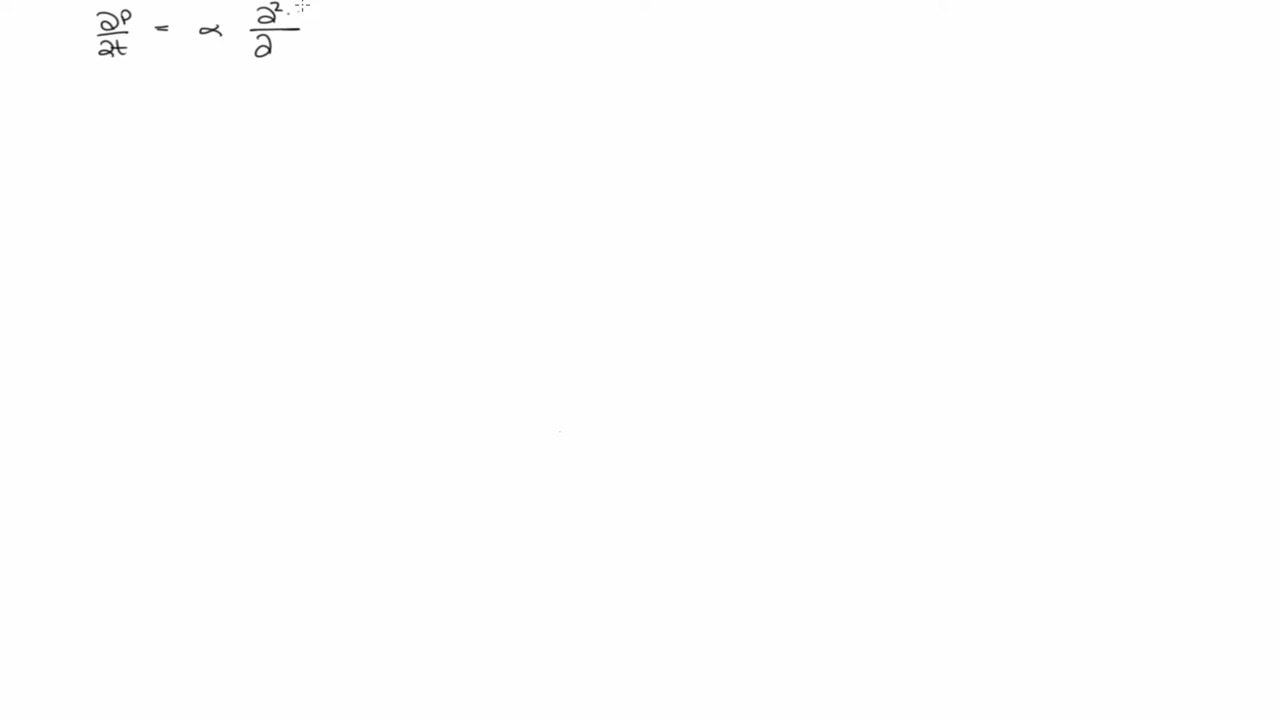 ∂P/∂t = α ∂²/∂